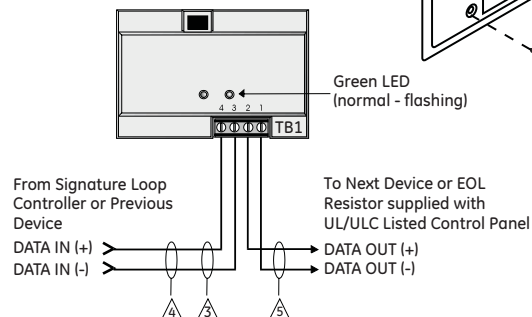 Green LED
(normal - flashing)
4 3 2 1
TB1
From Signature Loop
Controller or Previous
Device
DATA IN (+)
DATA IN (-)
To Next Device or EOL
Resistor supplied with
UL/ULC Listed Control Panel
DATA OUT (+)
DATA OUT (-)
4 3 5